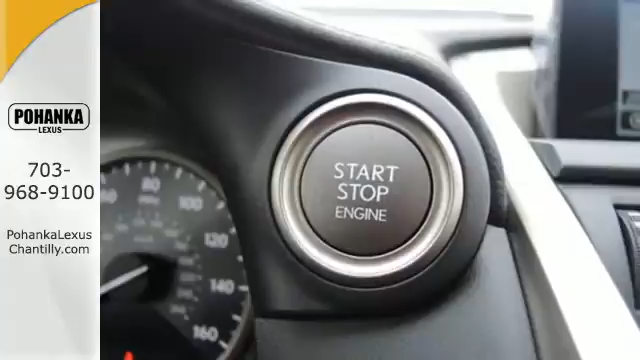 POHANKA
LEXUS
703-
968-9100
PohankaLexus
Chantilly.com
START
STOP
ENGINE
80
100
120
140
160